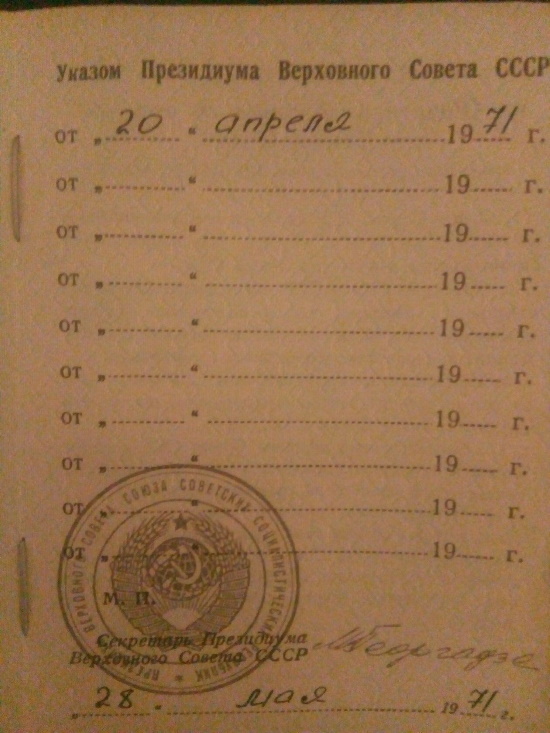 Указом Президиума Верховного Совета СССР
от „ 20 “ апреля 1971 г.
от „ “ 19 г.
от „ “ 19 г.
от „ “ 19 г.
от „ “ 19 г.
от „ “ 19 г.
от „ “ 19 г.
от „ “ 19 г.
от „ “ 19 г.
от „ “ 19 г.
ВЕРХОВНОГО СОВЕТА СОЮЗА СОВЕТСКИХ СОЦИАЛИСТИЧЕСКИХ
М. П.
Секретарь Президиума
Верховного Совета СССР
МГеоргадзе
„ 28 “ мая 1971 г.